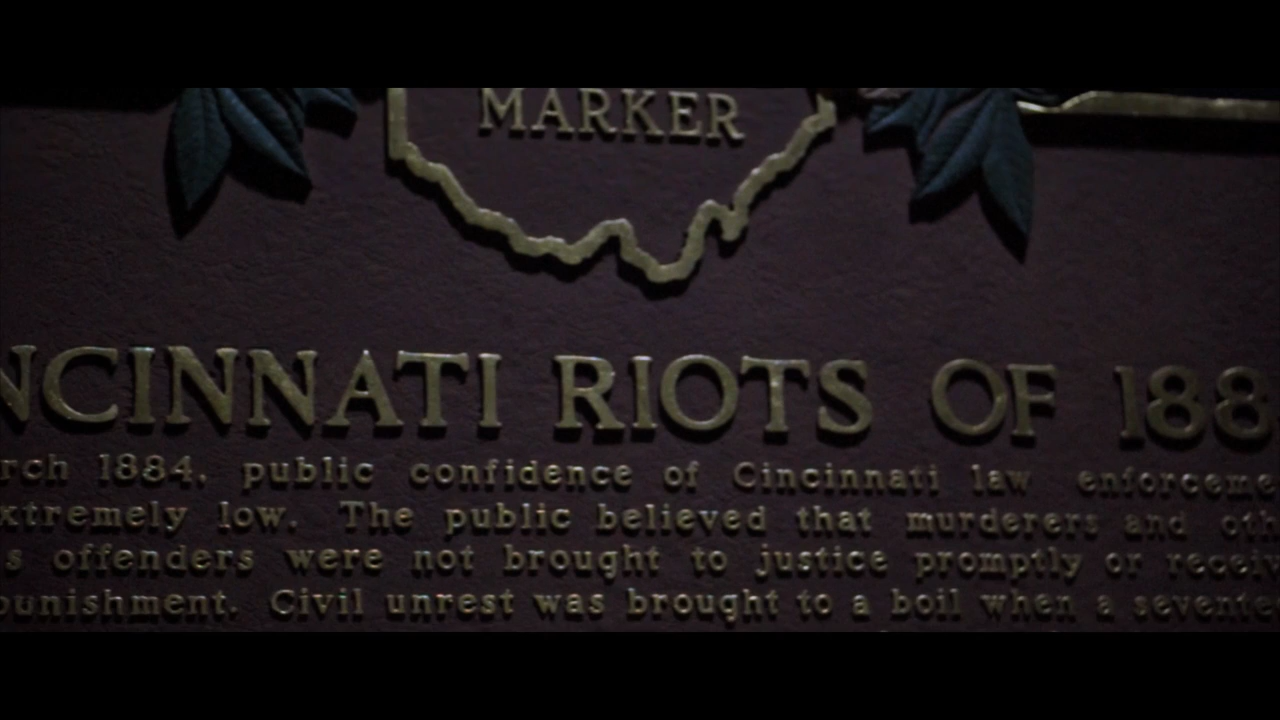 MARKER
NCINNATI RIOTS OF 188
rch 1884, public confidence of Cincinnati law enforceme
xtremely low. The public believed that murderers and oth
s offenders were not brought to justice promptly or receiv
punishment. Civil unrest was brought to a boil when a sevente